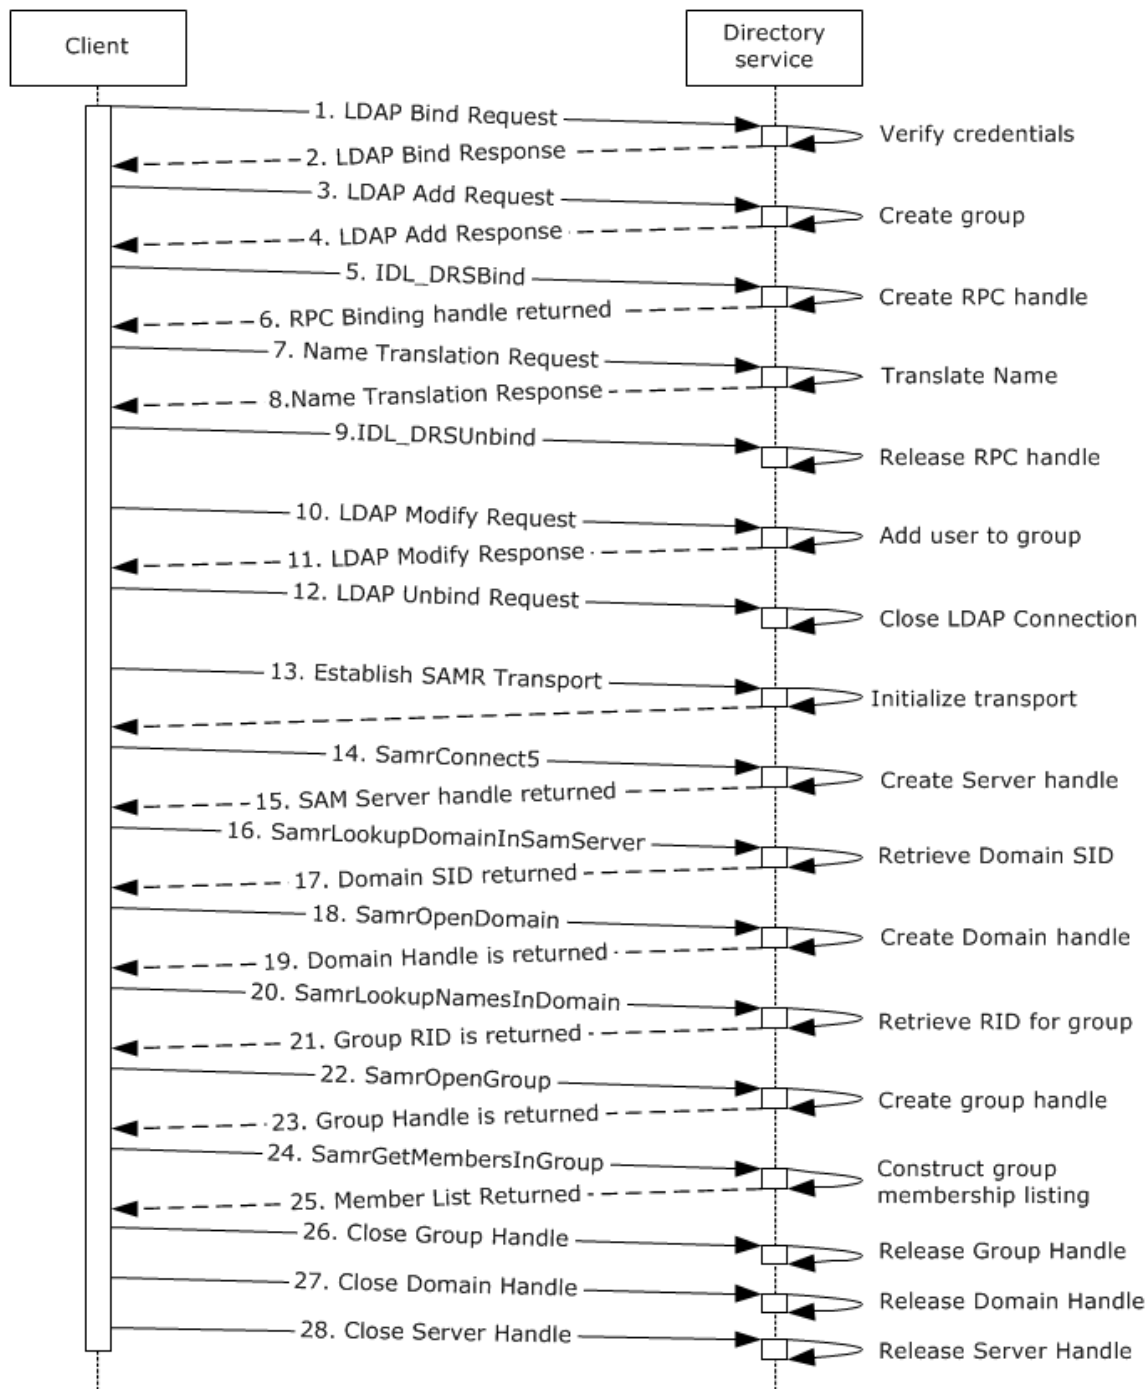 Client
Directory
service
1. LDAP Bind Request
Verify credentials
2. LDAP Bind Response
3. LDAP Add Request
Create group
4. LDAP Add Response
5. IDL_DRSBind
Create RPC handle
6. RPC Binding handle returned
7. Name Translation Request
Translate Name
8.Name Translation Response
9.IDL_DRSUnbind
Release RPC handle
10. LDAP Modify Request
Add user to group
11. LDAP Modify Response
12. LDAP Unbind Request
Close LDAP Connection
13. Establish SAMR Transport
Initialize transport
14. SamrConnect5
Create Server handle
15. SAM Server handle returned
16. SamrLookupDomainInSamServer
Retrieve Domain SID
17. Domain SID returned
18. SamrOpenDomain
Create Domain handle
19. Domain Handle is returned
20. SamrLookupNamesInDomain
Retrieve RID for group
21. Group RID is returned
22. SamrOpenGroup
Create group handle
23. Group Handle is returned
24. SamrGetMembersInGroup
Construct group
membership listing
25. Member List Returned
26. Close Group Handle
Release Group Handle
27. Close Domain Handle
Release Domain Handle
28. Close Server Handle
Release Server Handle